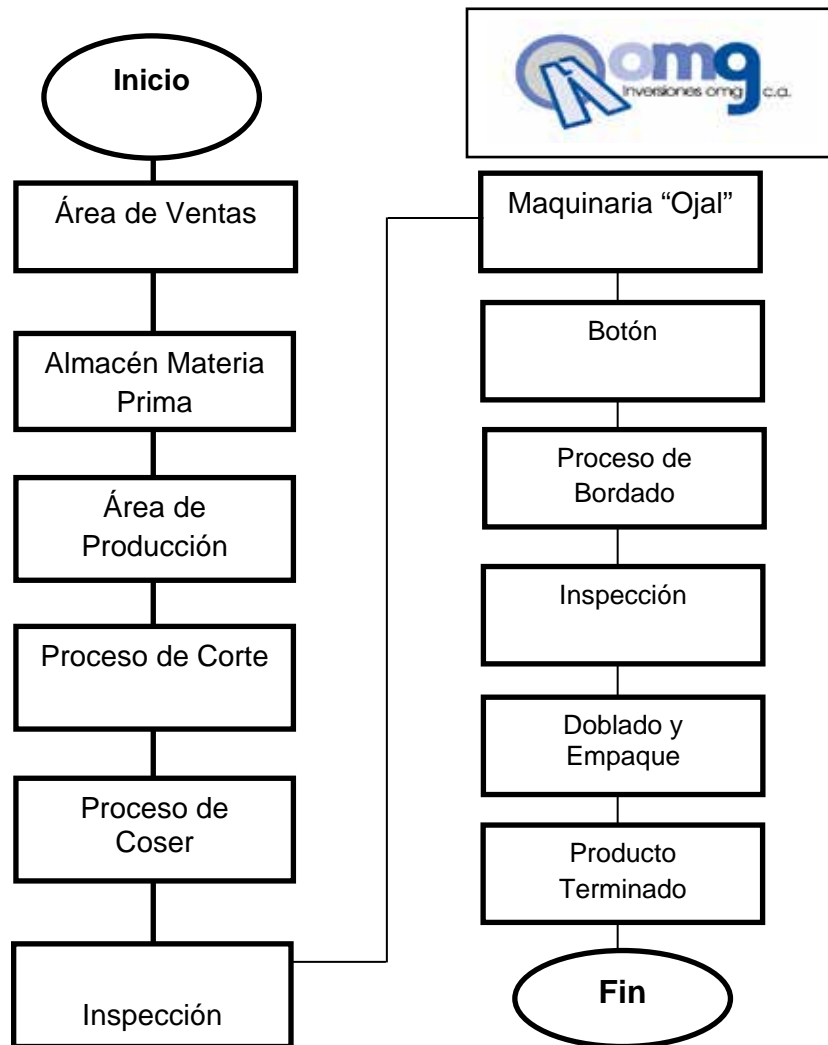 Inicio
Área de Ventas
Almacén Materia
Prima
Área de
Producción
Proceso de Corte
Proceso de
Coser
Inspección
omg
Inversiones omg c.a.
Maquinaria “Ojal”
Botón
Proceso de
Bordado
Inspección
Doblado y
Empaque
Producto
Terminado
Fin